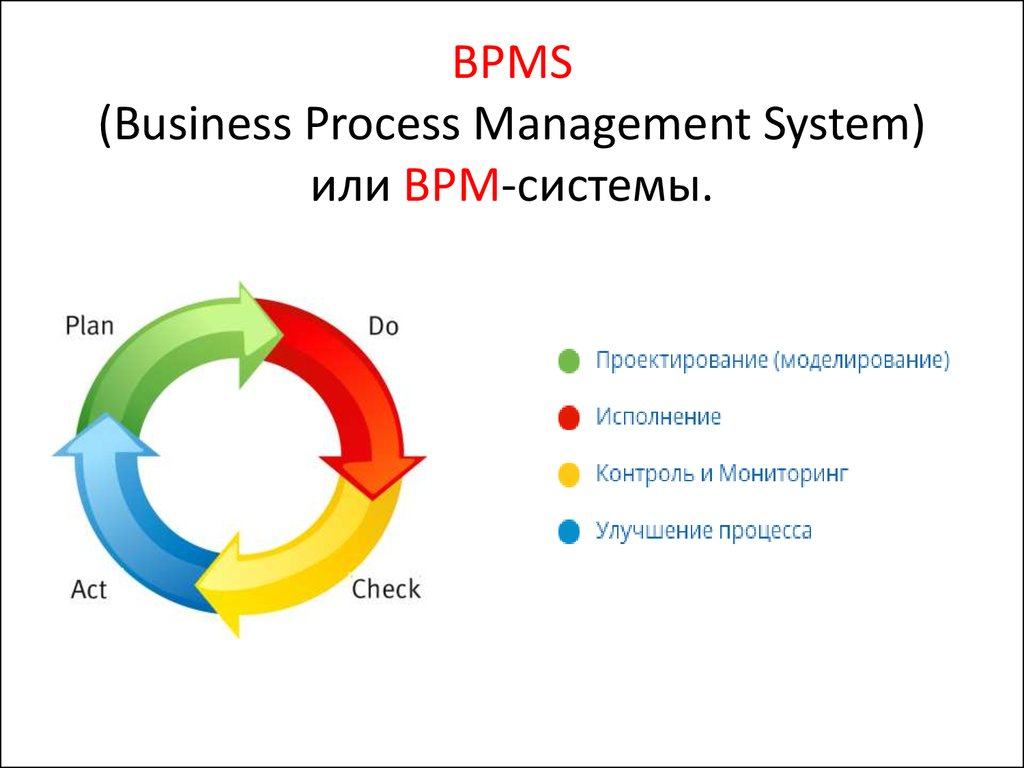 BPMS
(Business Process Management System)
или BPM-системы.
Plan
Do
Act
Check
Проектирование (моделирование)
Исполнение
Контроль и Мониторинг
Улучшение процесса